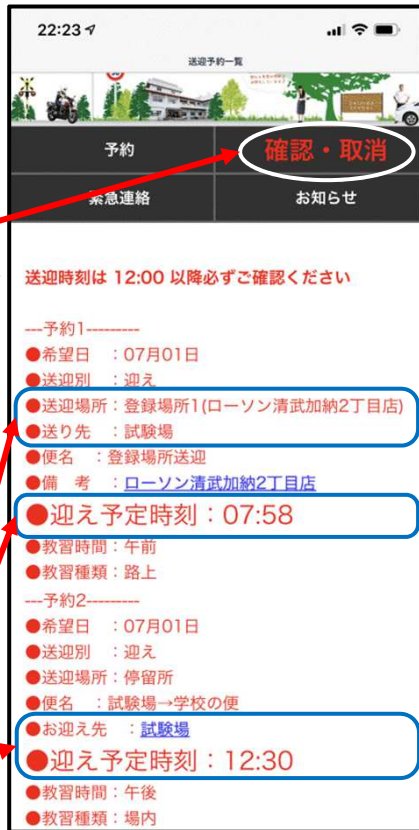 22:23
送迎予約一覧
予約
確認・取消
緊急連絡
お知らせ
送迎時刻は 12:00 以降必ずご確認ください
---予約1---------
●希望日　：07月01日
●送迎別　：迎え
●送迎場所：登録場所1(ローソン清武加納2丁目店)
●送り先　：試験場
●便名　：登録場所送迎
●備　考　：ローソン清武加納2丁目店
●迎え予定時刻：07:58
●教習時間：午前
●教習種類：路上
---予約2---------
●希望日　：07月01日
●送迎別　：迎え
●送迎場所：停留所
●便名　：試験場→学校の便
●お迎え先　：試験場
●迎え予定時刻：12:30
●教習時間：午後
●教習種類：場内